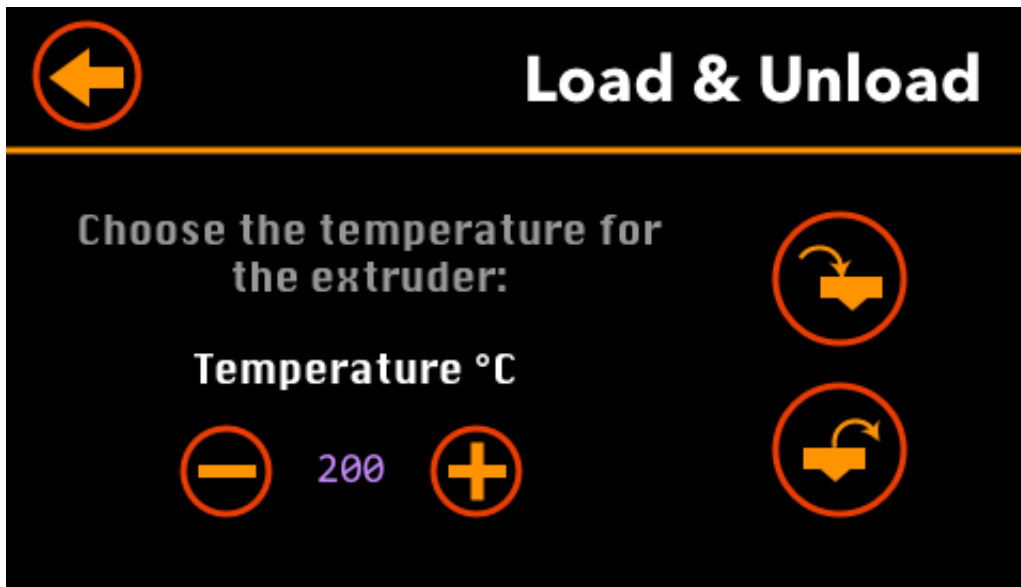 Load & Unload
Choose the temperature for
the extruder:
Temperature °C
200